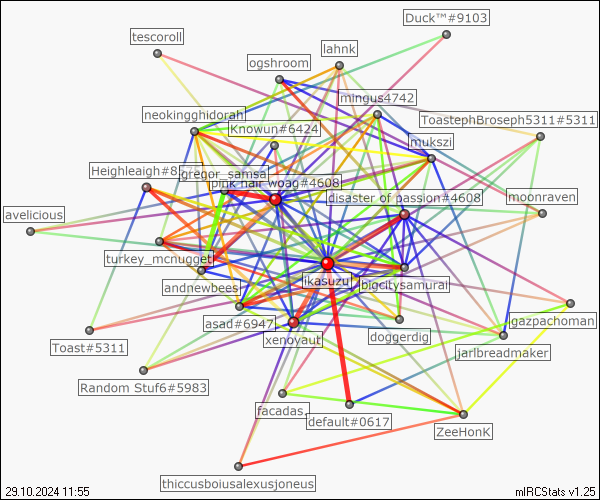 Duck™#9103
tescoroll
lahnk
ogshroom
mingus4742
neokingghidorah
ToastephBroseph5311#5311
Knowun#6424
mukszi
Heighleigh#8
gregor_samsa
pink hair woag#4608
disaster of passion#4608
moonraven
avelicious
turkey_mcnugget
ikasuzu
bigcitysamurai
andnewbees
asad#6947
gazpachoman
xenoyaut
doggerdig
Toast#5311
jarlbreadmaker
Random Stuf6#5983
facadas.
default#0617
ZeeHonK
thiccusboiusalexusjoneus
29.10.2024 11:55
mIRCStats v1.25